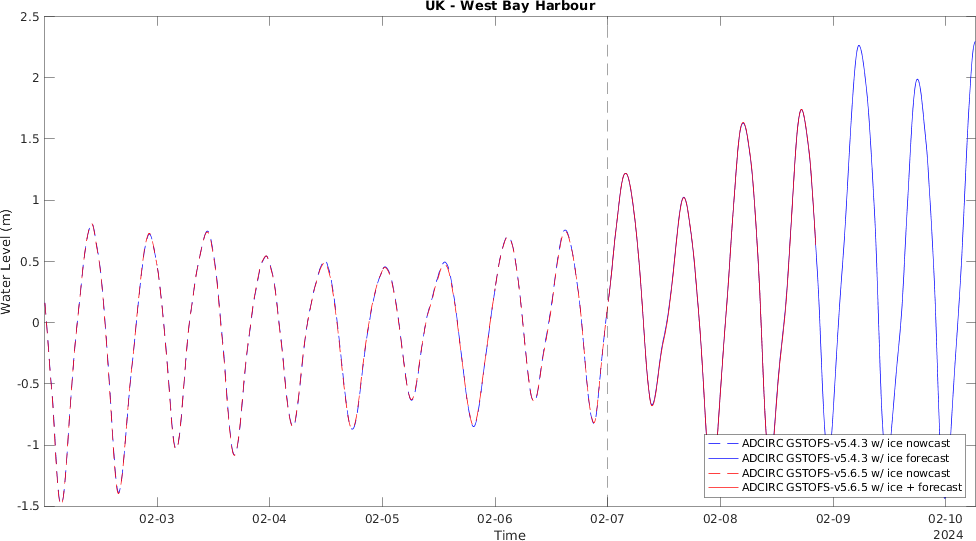 UK - West Bay Harbour
2.5
2
1.5
1
0.5
0
-0.5
-1
-1.5
Water Level (m)
ADCIRC GSTOFS-v5.4.3 w/ ice nowcast
ADCIRC GSTOFS-v5.4.3 w/ ice forecast
ADCIRC GSTOFS-v5.6.5 w/ ice nowcast
ADCIRC GSTOFS-v5.6.5 w/ ice + forecast
02-03 02-04 02-05 02-06 02-07 02-08 02-09 02-10
Time 2024